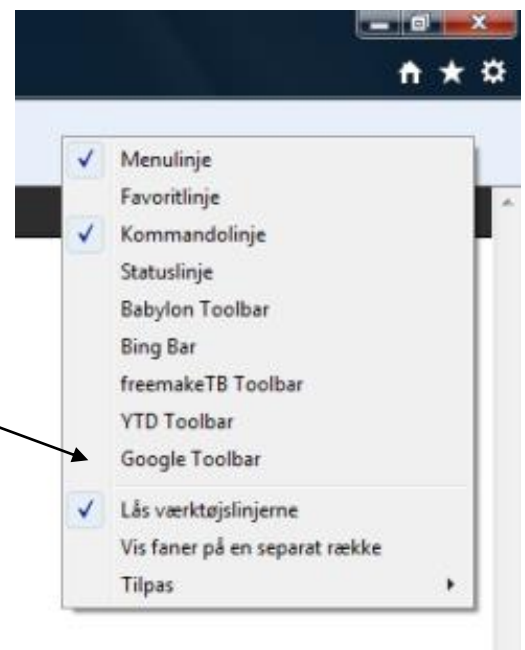 Menulinje
Favoritlinje
Kommandolinje
Statuslinje
Babylon Toolbar
Bing Bar
freemakeTB Toolbar
YTD Toolbar
Google Toolbar
Lås værktøjslinjerne
Vis faner på en separat række
Tilpas